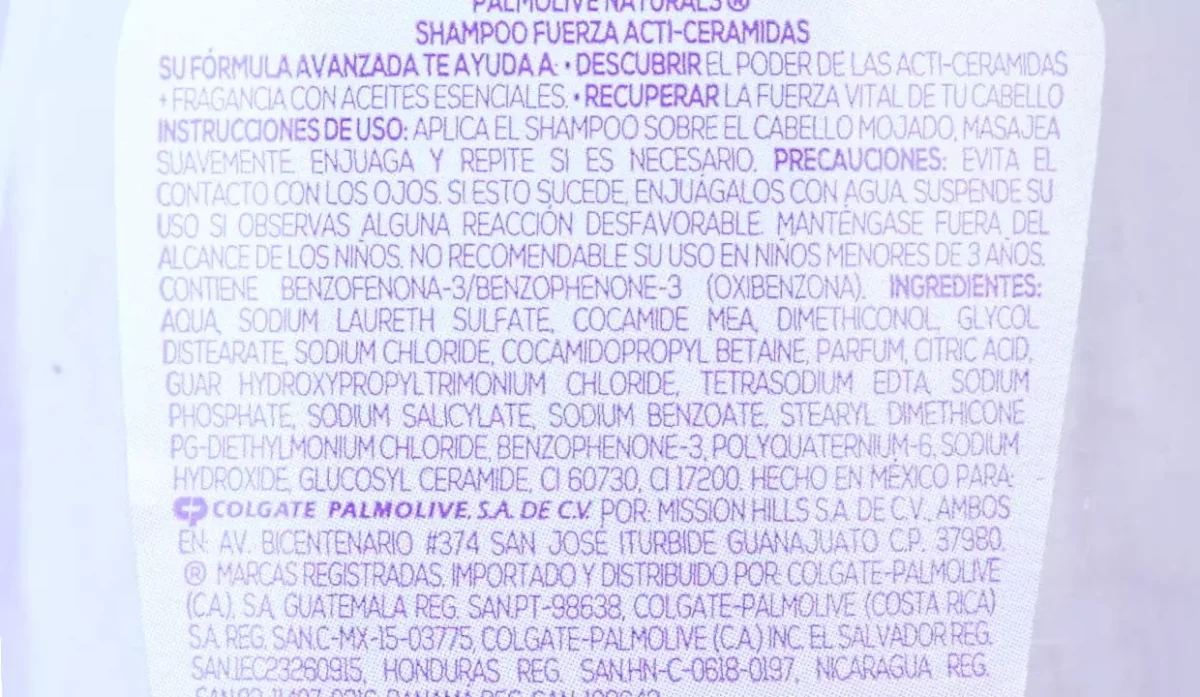 PALMOLIVE NATURALS®
SHAMPOO FUERZA ACTI-CERAMIDAS
SU FÓRMULA AVANZADA TE AYUDA A: • DESCUBRIR EL PODER DE LAS ACTI-CERAMIDAS
+ FRAGANCIA CON ACEITES ESENCIALES. • RECUPERAR LA FUERZA VITAL DE TU CABELLO
INSTRUCCIONES DE USO: APLICA EL SHAMPOO SOBRE EL CABELLO MOJADO, MASAJEA
SUAVEMENTE. ENJUAGA Y REPITE SI ES NECESARIO. PRECAUCIONES: EVITA EL
CONTACTO CON LOS OJOS. SI ESTO SUCEDE, ENJUÁGALOS CON AGUA. SUSPENDE SU
USO SI OBSERVAS ALGUNA REACCIÓN DESFAVORABLE. MANTÉNGASE FUERA DEL
ALCANCE DE LOS NIÑOS. NO RECOMENDABLE SU USO EN NIÑOS MENORES DE 3 AÑOS.
CONTIENE BENZOFENONA-3/BENZOPHENONE-3 (OXIBENZONA). INGREDIENTES:
AQUA, SODIUM LAURETH SULFATE, COCAMIDE MEA, DIMETHICONOL, GLYCOL
DISTEARATE, SODIUM CHLORIDE, COCAMIDOPROPYL BETAINE, PARFUM, CITRIC ACID,
GUAR HYDROXYPROPYLTRIMONIUM CHLORIDE, TETRASODIUM EDTA, SODIUM
PHOSPHATE, SODIUM SALICYLATE, SODIUM BENZOATE, STEARYL DIMETHICONE
PG-DIETHYLMONIUM CHLORIDE, BENZOPHENONE-3, POLYQUATERNIUM-6, SODIUM
HYDROXIDE, GLUCOSYL CERAMIDE, CI 60730, CI 17200. HECHO EN MÉXICO PARA:
CP COLGATE PALMOLIVE, S.A. DE C.V. POR: MISSION HILLS S.A. DE C.V., AMBOS
EN: AV. BICENTENARIO #374 SAN JOSÉ ITURBIDE GUANAJUATO C.P. 37980.
® MARCAS REGISTRADAS. IMPORTADO Y DISTRIBUIDO POR: COLGATE-PALMOLIVE
(C.A.), S.A. GUATEMALA REG. SAN.PT-98638, COLGATE-PALMOLIVE (COSTA RICA)
S.A. REG. SAN.C-MX-15-03775, COLGATE-PALMOLIVE (C.A.) INC. EL SALVADOR REG.
SAN.1EC23260915, HONDURAS REG. SAN.HN-C-0618-0197, NICARAGUA REG.
PANAMÁ REG. SAN.